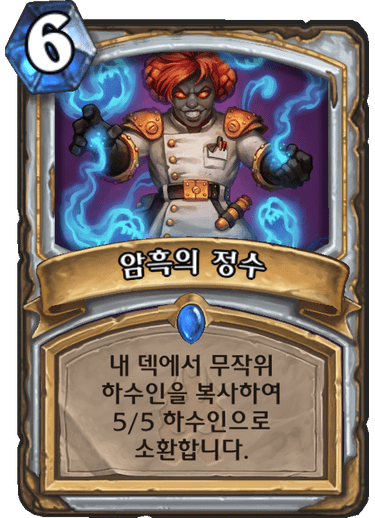 6
암흑의 정수
내 덱에서 무작위
하수인을 복사하여
5/5 하수인으로
소환합니다.